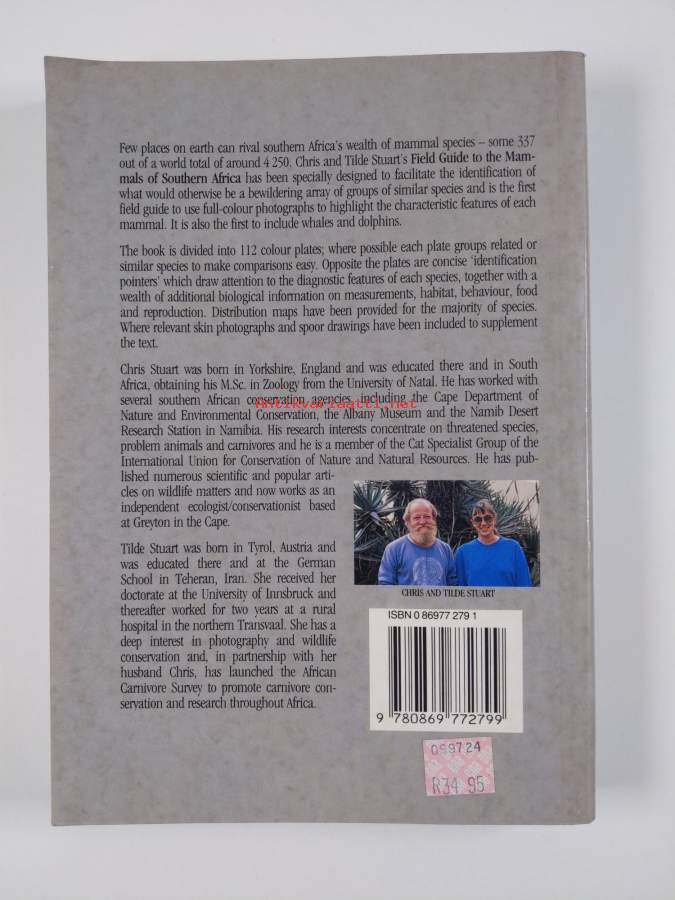 Few places on earth can rival southern Africa's wealth of mammal species – some 337
out of a world total of around 4 250. Chris and Tilde Stuart's Field Guide to the Mam-
mals of Southern Africa has been specially designed to facilitate the identification of
what would otherwise be a bewildering array of groups of similar species and is the first
field guide to use full-colour photographs to highlight the characteristic features of each
mammal. It is also the first to include whales and dolphins.
The book is divided into 112 colour plates; where possible each plate groups related or
similar species to make comparisons easy. Opposite the plates are concise 'identification
pointers' which draw attention to the diagnostic features of each species, together with a
wealth of additional biological information on measurements, habitat, behaviour, food
and reproduction. Distribution maps have been provided for the majority of species.
Where relevant skin photographs and spoor drawings have been included to supplement
the text.
Chris Stuart was born in Yorkshire, England and was educated there and in South
Africa, obtaining his M.Sc. in Zoology from the University of Natal. He has worked with
several southern African conservation agencies, including the Cape Department of
antikvariaatti.net
Nature and Environmental Conservation, the Albany Museum and the Namib Desert
Research Station in Namibia. His research interests concentrate on threatened species,
problem animals and carnivores and he is a member of the Cat Specialist Group of the
International Union for Conservation of Nature and Natural Resources. He has pub-
lished numerous scientific and popular arti-
cles on wildlife matters and now works as an
independent ecologist/conservationist based
at Greyton in the Cape.
Tilde Stuart was born in Tyrol, Austria and
was educated there and at the German
School in Teheran, Iran. She received her
doctorate at the University of Innsbruck and
thereafter worked for two years at a rural
hospital in the northern Transvaal. She has a
deep interest in photography and wildlife
conservation and, in partnership with her
husband Chris, has launched the African
Carnivore Survey to promote carnivore con-
servation and research throughout Africa.
CHRIS AND TILDE STUART
ISBN 0 86977 279 1
9 780869 772799
R34 95